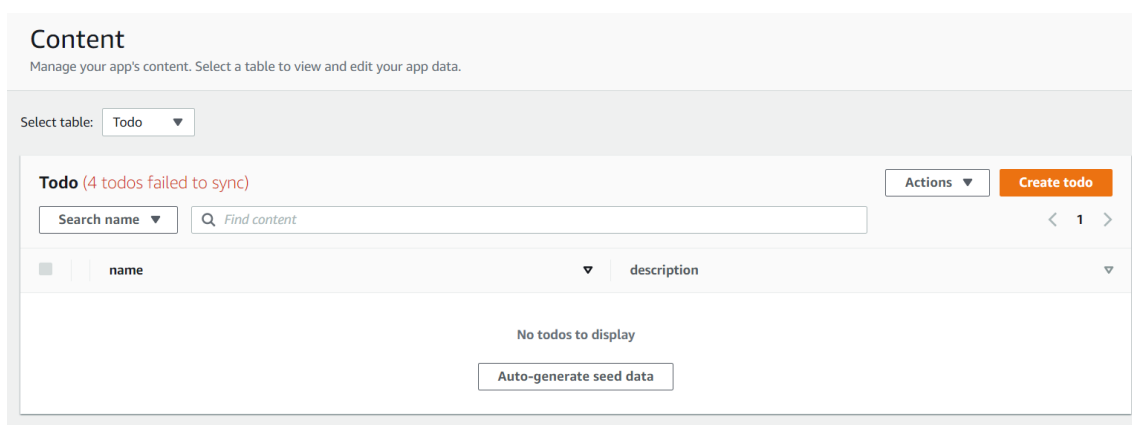 Content
Manage your app's content. Select a table to view and edit your app data.
Select table: Todo
Todo (4 todos failed to sync) Actions Create todo
Search name Find content 1
name description
No todos to display
Auto-generate seed data